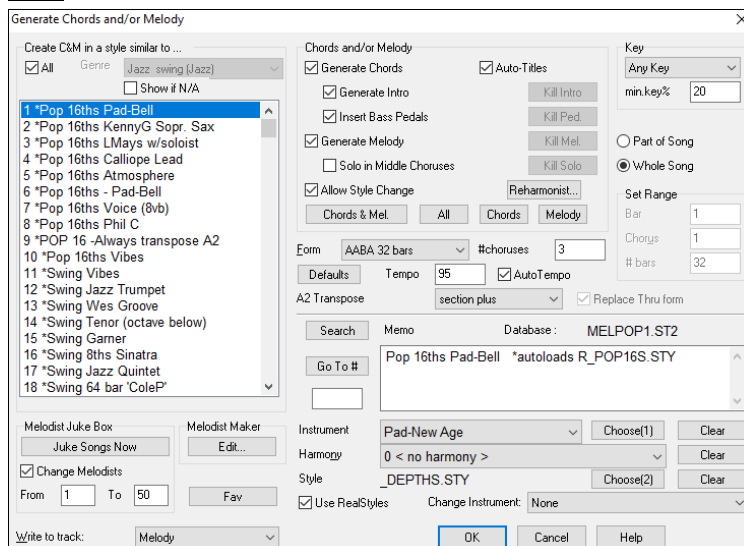 Generate Chords and/or Melody
Create C&M in a style similar to ...
All Genre Jazz swing (Jazz)
Show if N/A
1 *Pop 16ths Pad-Bell
2 *Pop 16ths KennyG Sopr. Sax
3 *Pop 16ths LMays w/soloist
4 *Pop 16ths Calliope Lead
5 *Pop 16ths Atmosphere
6 *Pop 16ths - Pad-Bell
7 *Pop 16ths Voice (8vb)
8 *Pop 16ths Phil C
9 *POP 16 -Always transpose A2
10 *Pop 16ths Vibes
11 *Swing Vibes
12 *Swing Jazz Trumpet
13 *Swing Wes Groove
14 *Swing Tenor (octave below)
15 *Swing Garner
16 *Swing 8ths Sinatra
17 *Swing Jazz Quintet
18 *Swing 64 bar 'ColeP'
Melodist Juke Box
Juke Songs Now
Change Melodists
From 1 To 50
Melodist Maker
Edit...
Fav
Write to track: Melody
Chords and/or Melody
Generate Chords Auto-Titles
Generate Intro Kill Intro
Insert Bass Pedals Kill Ped.
Generate Melody Kill Mel.
Solo in Middle Choruses Kill Solo
Allow Style Change Reharmonist...
Chords & Mel. All Chords Melody
Key
Any Key
min.key% 20
Part of Song
Whole Song
Set Range
Bar 1
Chorus 1
# bars 32
Form AABA 32 bars #choruses 3
Defaults Tempo 95 AutoTempo
A2 Transpose section plus Replace Thru form
Search Memo Database : MELPOP1.ST2
Go To #
Pop 16ths Pad-Bell *autoloads R_POP16S.STY
Instrument Pad-New Age Choose(1) Clear
Harmony 0 < no harmony > Clear
Style _DEPTHS.STY Choose(2) Clear
Use RealStyles Change Instrument: None
OK Cancel Help